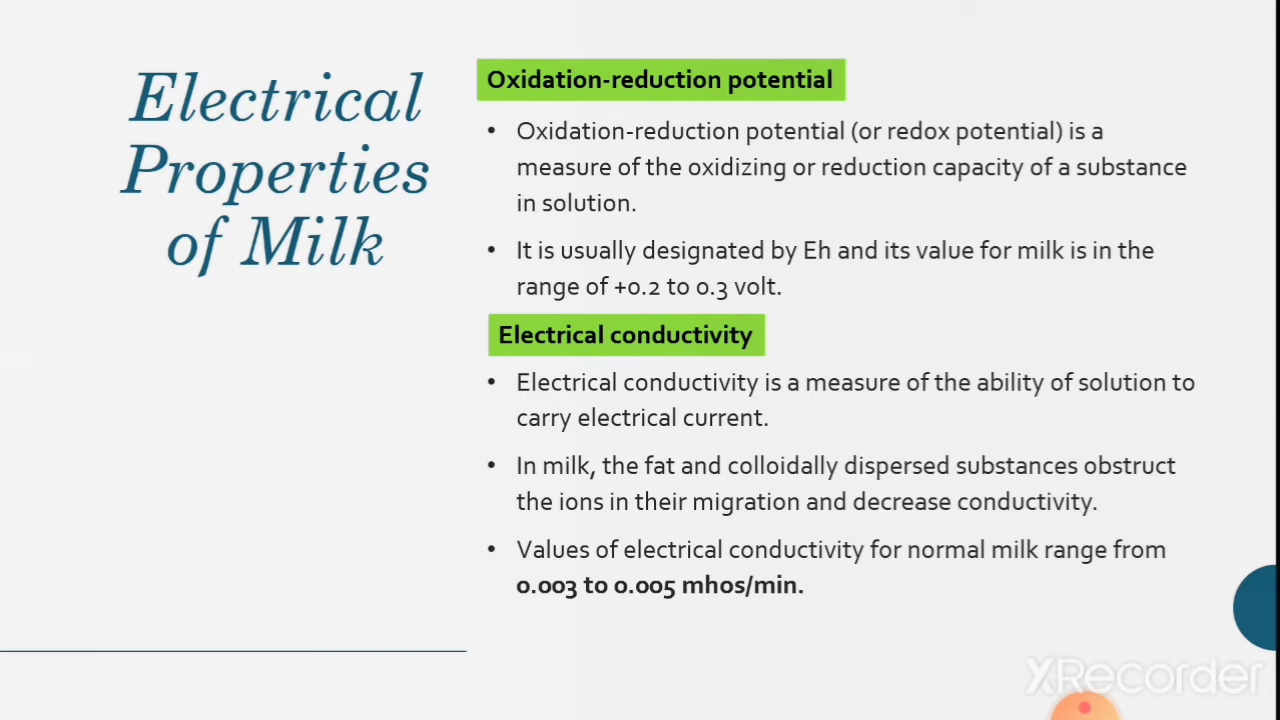 Electrical
Properties
of Milk
Oxidation-reduction potential
• Oxidation-reduction potential (or redox potential) is a
measure of the oxidizing or reduction capacity of a substance
in solution.
• It is usually designated by Eh and its value for milk is in the
range of +0.2 to 0.3 volt.
Electrical conductivity
• Electrical conductivity is a measure of the ability of solution to
carry electrical current.
• In milk, the fat and colloidally dispersed substances obstruct
the ions in their migration and decrease conductivity.
• Values of electrical conductivity for normal milk range from
0.003 to 0.005 mhos/min.
XRecorder